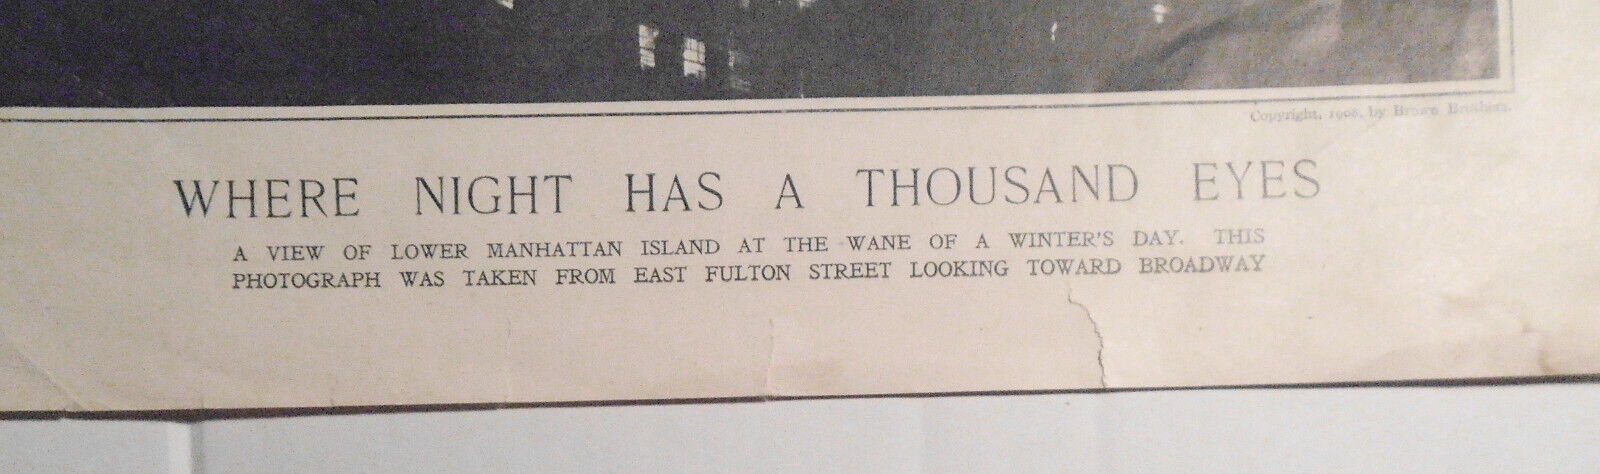 Copyright, 1906, by Brown Brothers.
WHERE NIGHT HAS A THOUSAND EYES
A VIEW OF LOWER MANHATTAN ISLAND AT THE WANE OF A WINTER'S DAY. THIS
PHOTOGRAPH WAS TAKEN FROM EAST FULTON STREET LOOKING TOWARD BROADWAY